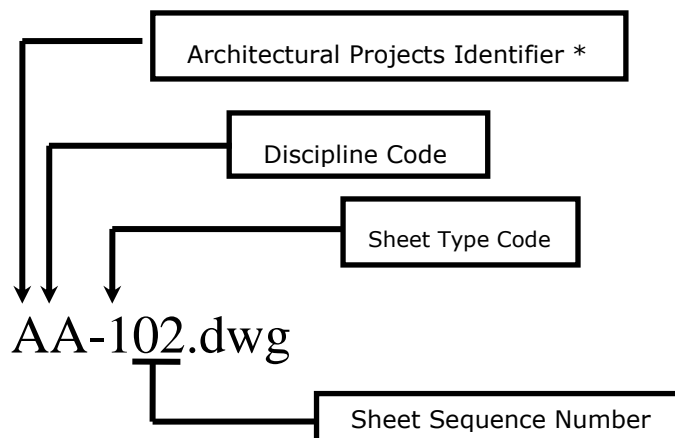 Architectural Projects Identifier *
Discipline Code
Sheet Type Code
AA-102.dwg
Sheet Sequence Number